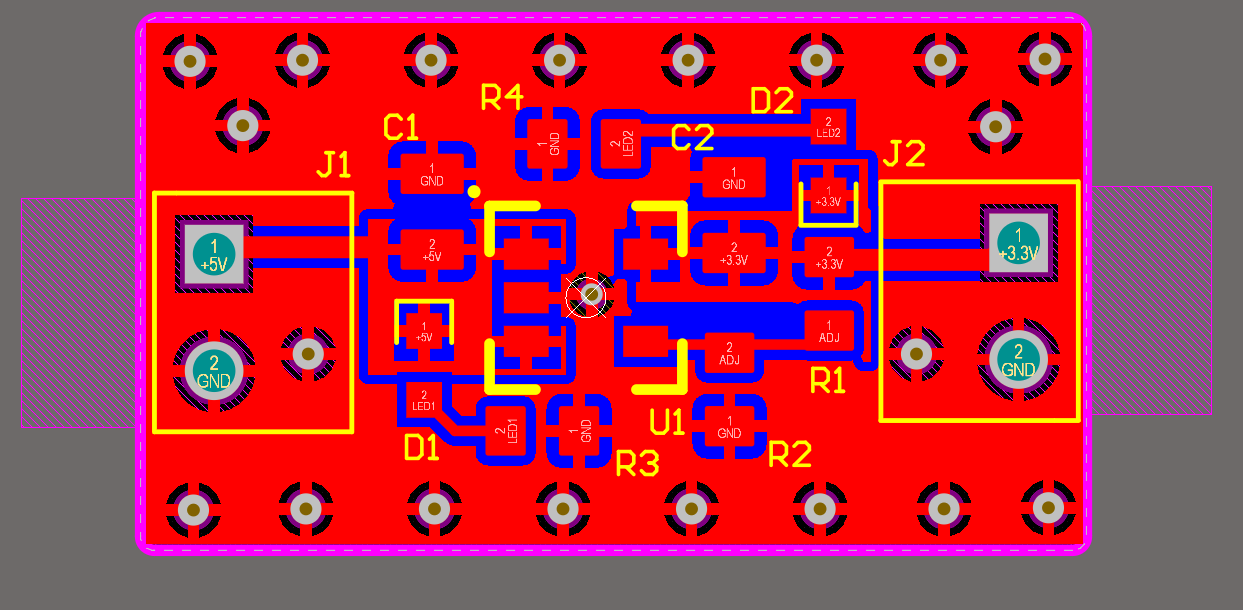 R4
D2
C1
2
LED2
GND
1
2
LED2
C2
J2
J1
1
GND
1
GND
1
+3.3V
1
+5V
2
+5V
2
+3.3V
2
+3.3V
1
+3.3V
1
+5V
1
ADJ
2
ADJ
2
GND
2
GND
R1
2
LED1
2
LED1
1
GND
1
GND
U1
D1
R3
R2